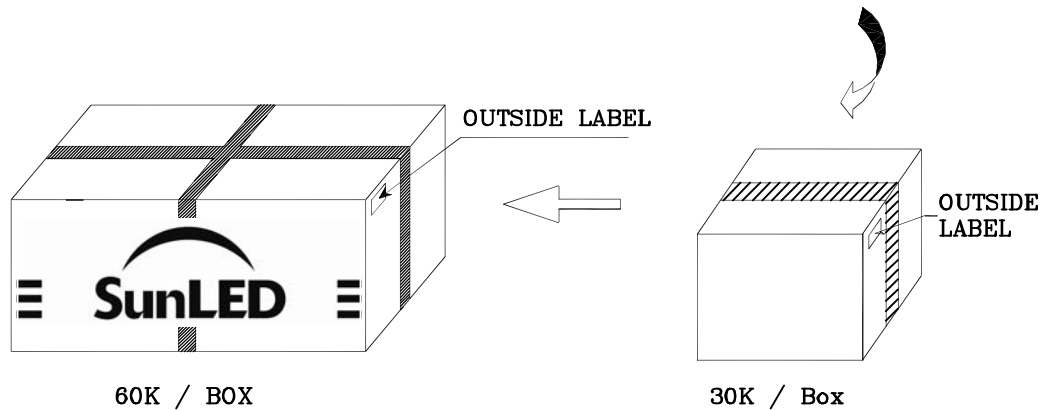 OUTSIDE LABEL
OUTSIDE
LABEL
SunLED
60K / BOX
30K / Box